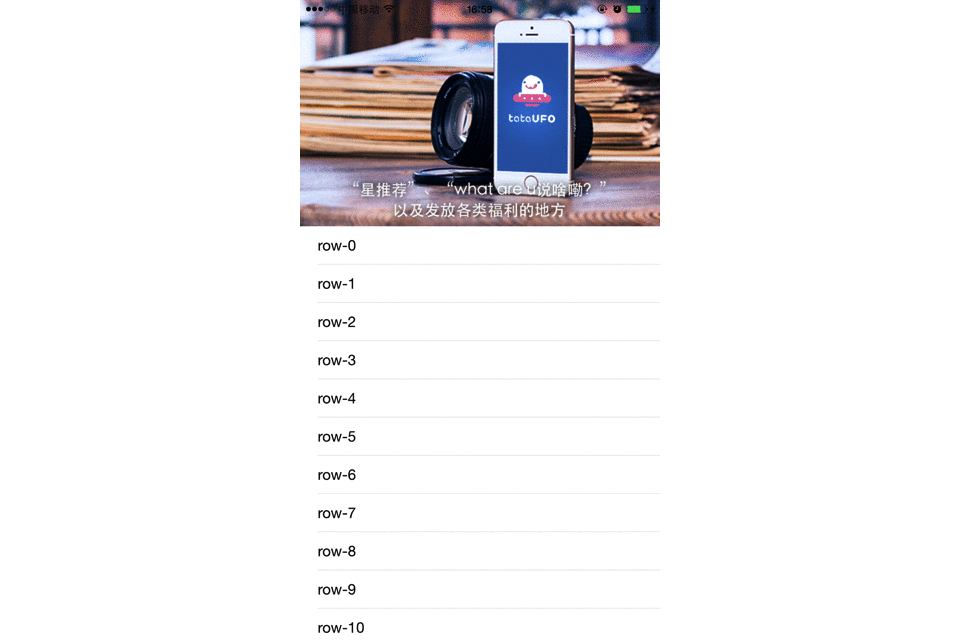 中国移动 16:58
tataUFO
“星推荐”、“what are u说啥嘞？”
以及发放各类福利的地方
row-0
row-1
row-2
row-3
row-4
row-5
row-6
row-7
row-8
row-9
row-10